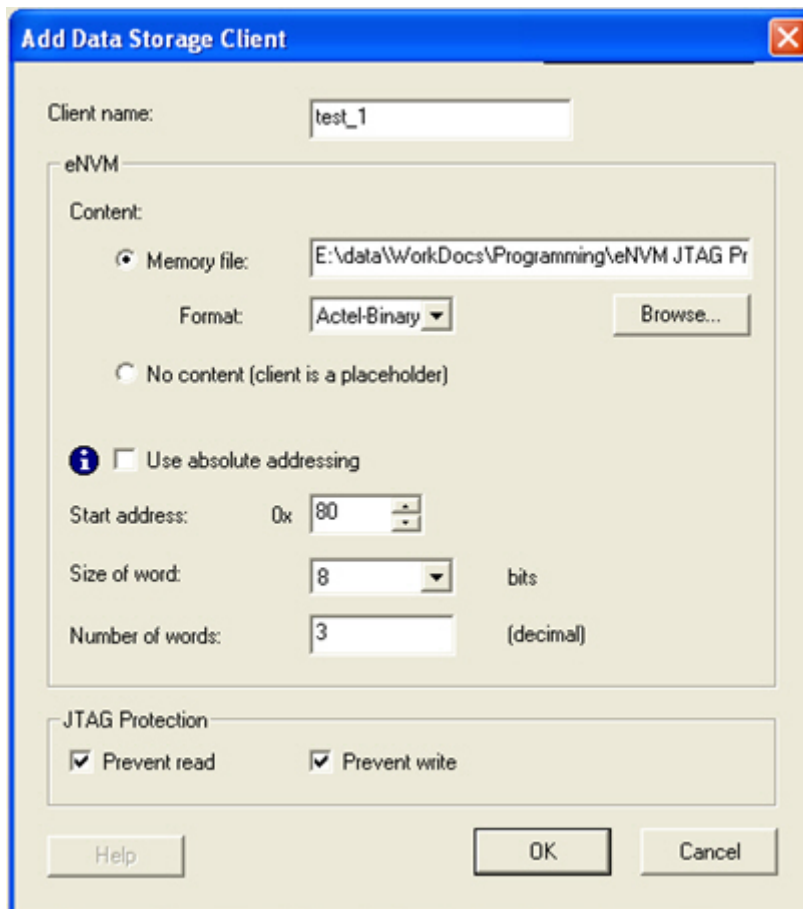 Add Data Storage Client
Client name: test_1
eNVM
Content:
Memory file: E:\data\WorkDocs\Programming\eNVM JTAG Pr
Format: Actel-Binary Browse...
No content (client is a placeholder)
Use absolute addressing
Start address: 0x 80
Size of word: 8 bits
Number of words: 3 (decimal)
JTAG Protection
Prevent read Prevent write
Help OK Cancel